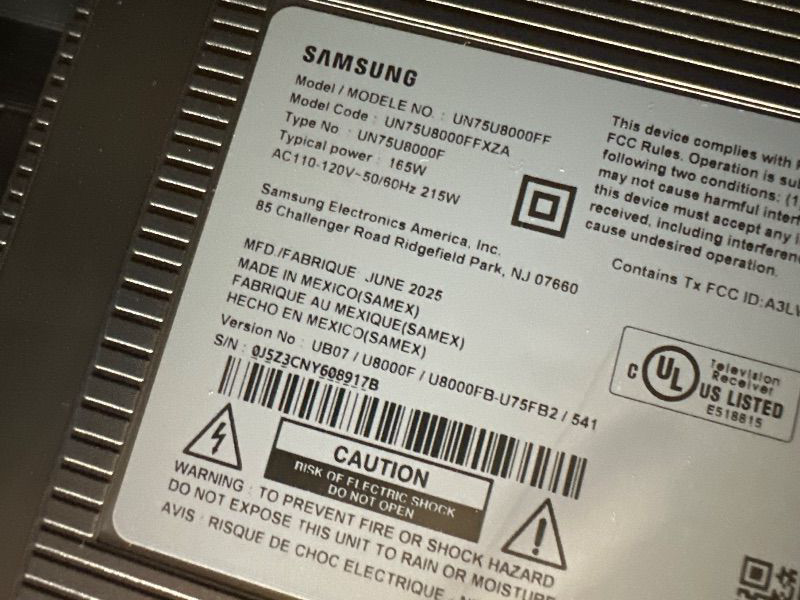 SAMSUNG
Model / MODELE NO. : UN75U8000FF
Model Code : UN75U8000FFXZA
Type No : UN75U8000F
Typical power : 165W
AC110-120V~50/60Hz 215W
Samsung Electronics America, Inc.
85 Challenger Road Ridgefield Park, NJ 07660
MFD./FABRIQUE JUNE 2025
MADE IN MEXICO(SAMEX)
FABRIQUE AU MEXIQUE(SAMEX)
HECHO EN MEXICO(SAMEX)
Version No : UB07 / U8000F / U8000FB-U75FB2 / 541
S/N : 0J5Z3CNY608917B
CAUTION
RISK OF ELECTRIC SHOCK
DO NOT OPEN
WARNING : TO PREVENT FIRE OR SHOCK HAZARD
DO NOT EXPOSE THIS UNIT TO RAIN OR MOISTURE
AVIS : RISQUE DE CHOC ELECTRIQUE
This device complies with
FCC Rules. Operation is
following two conditions: (1
may not cause harmful
this device must accept any
received, including
cause undesired operation.
Contains Tx FCC ID:
C UL US LISTED
Television
Receiver
E518815